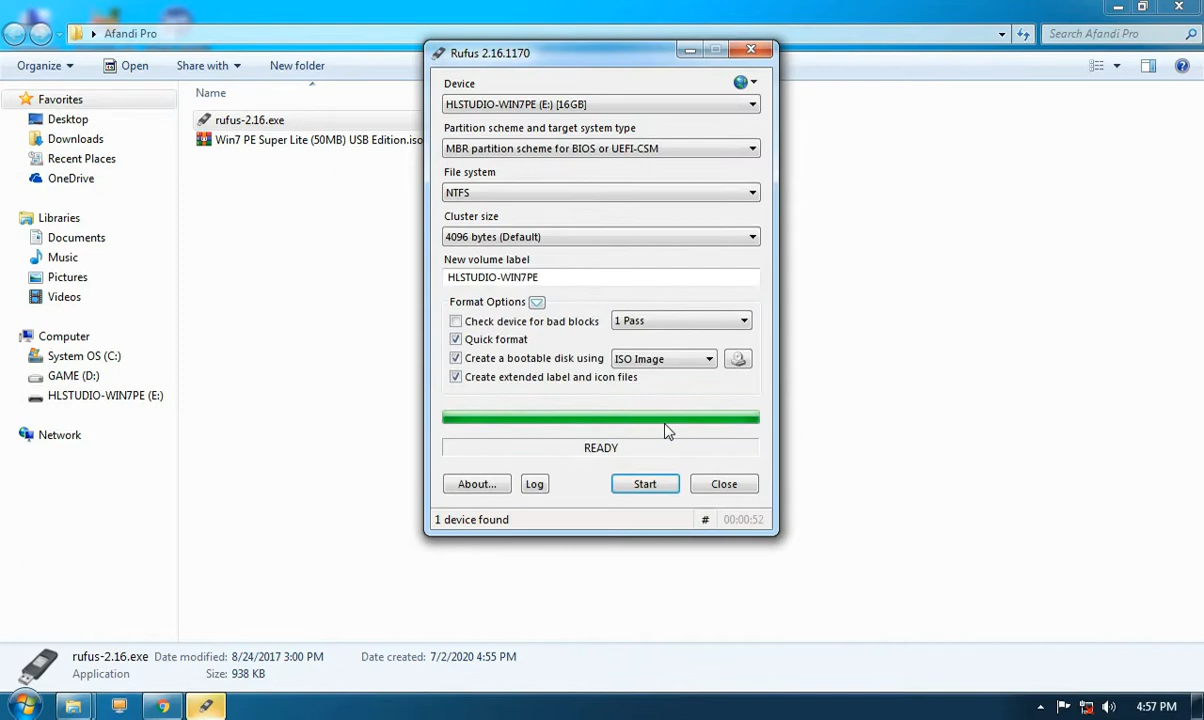 Afandi Pro
Search Afandi Pro
Organize
Open
Share with
New folder
Favorites
Desktop
Downloads
Recent Places
OneDrive
Libraries
Documents
Music
Pictures
Videos
Computer
System OS (C:)
GAME (D:)
HLSTUDIO-WIN7PE (E:)
Network
Name
rufus-2.16.exe
Win7 PE Super Lite (50MB) USB Edition.iso
Rufus 2.16.1170
Device
HLSTUDIO-WIN7PE (E:) [16GB]
Partition scheme and target system type
MBR partition scheme for BIOS or UEFI-CSM
File system
NTFS
Cluster size
4096 bytes (Default)
New volume label
HLSTUDIO-WIN7PE
Format Options
Check device for bad blocks 1 Pass
Quick format
Create a bootable disk using ISO Image
Create extended label and icon files
READY
About... Log Start Close
1 device found # 00:00:52
rufus-2.16.exe Date modified: 8/24/2017 3:00 PM Date created: 7/2/2020 4:55 PM
Application Size: 938 KB
4:57 PM